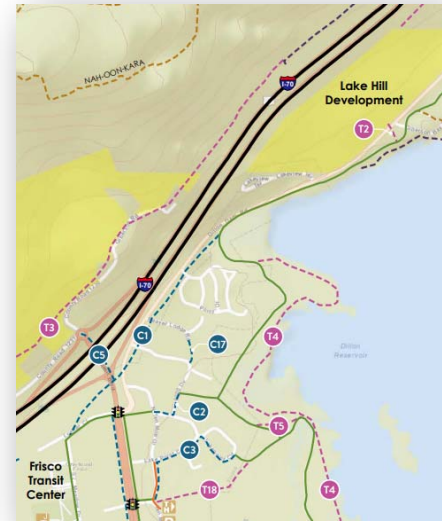 NAH-OON-KARA
I-70
Lake Hill
Development
T2
I-70
T3
C1
C5
C17
T4
Dillon
Reservoir
C2
T5
C3
Frisco
Transit
Center
T18
T4